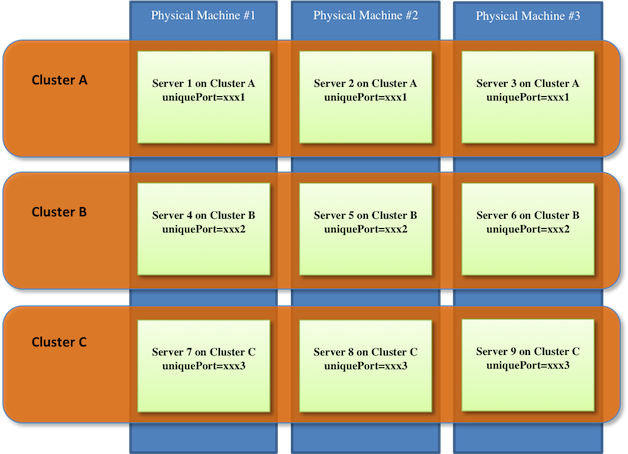 Physical Machine #1
Physical Machine #2
Physical Machine #3
Cluster A
Server 1 on Cluster A
uniquePort=xxx1
Server 2 on Cluster A
uniquePort=xxx1
Server 3 on Cluster A
uniquePort=xxx1
Cluster B
Server 4 on Cluster B
uniquePort=xxx2
Server 5 on Cluster B
uniquePort=xxx2
Server 6 on Cluster B
uniquePort=xxx2
Cluster C
Server 7 on Cluster C
uniquePort=xxx3
Server 8 on Cluster C
uniquePort=xxx3
Server 9 on Cluster C
uniquePort=xxx3